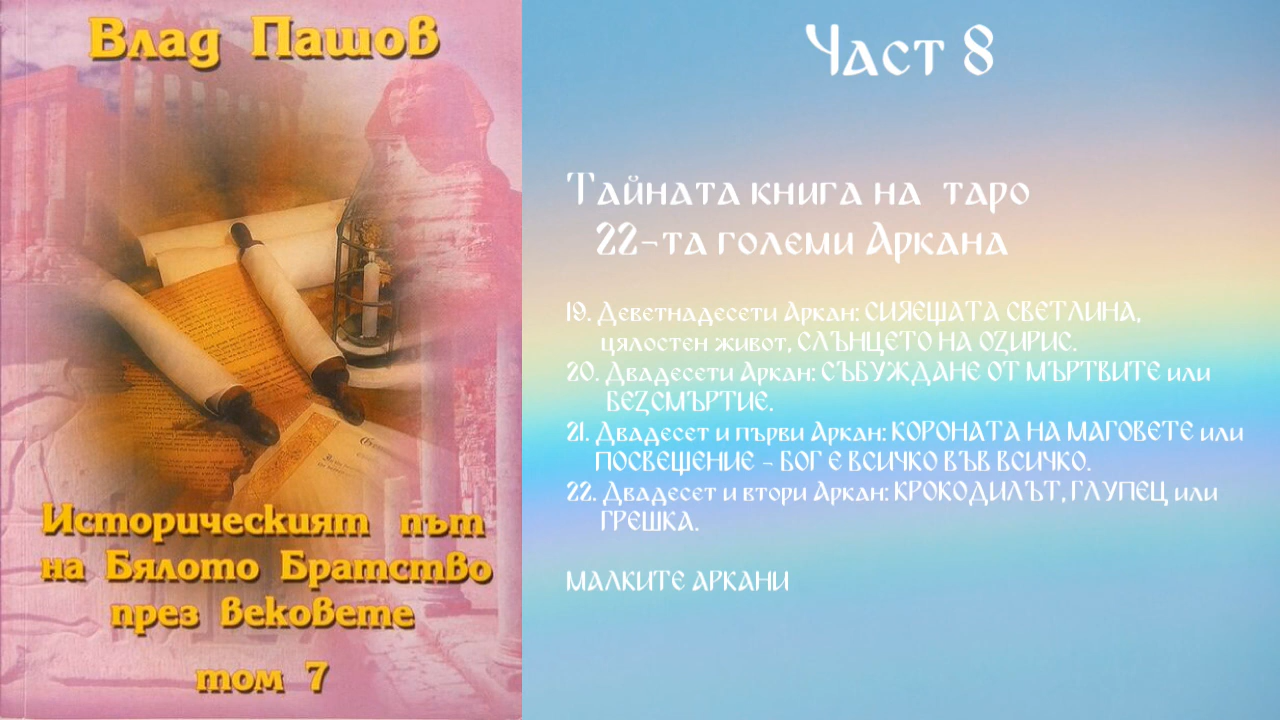 Влад Пашов
Историческият път
на Бялото Братство
през вековете
том 7
Част 8
Тайната книга на таро
22-та големи Аркана
19. Деветнадесети Аркан: СИЯЕЩАТА СВЕТЛИНА,
цялостен живот, СЛЪНЦЕТО НА ОЗИРИС.
20. Двадесети Аркан: СЪБУЖДАНЕ ОТ МЪРТВИТЕ или
БЕЗСМЪРТИЕ.
21. Двадесет и първи Аркан: КОРОНАТА НА МАГОВЕТЕ или
ПОСВЕЩЕНИЕ - БОГ Е ВСИЧКО ВЪВ ВСИЧКО.
22. Двадесет и втори Аркан: КРОКОДИЛЪТ, ГЛУПЕЦ или
ГРЕШКА.
МАЛКИТЕ АРКАНИ